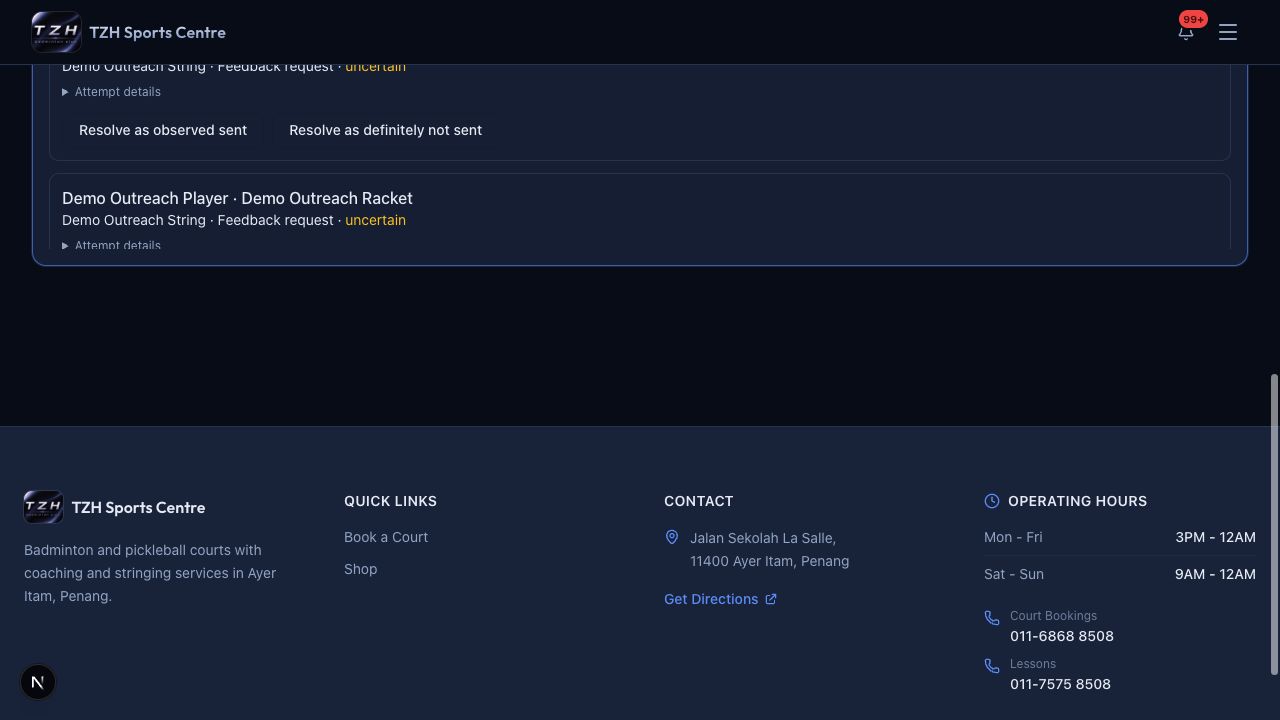 TZH
TZH Sports Centre
99+
Demo Outreach String · Feedback request · uncertain
Attempt details
Resolve as observed sent
Resolve as definitely not sent
Demo Outreach Player · Demo Outreach Racket
Demo Outreach String · Feedback request · uncertain
Attempt details
TZH
TZH Sports Centre
Badminton and pickleball courts with
coaching and stringing services in Ayer
Itam, Penang.
QUICK LINKS
Book a Court
Shop
CONTACT
Jalan Sekolah La Salle,
11400 Ayer Itam, Penang
Get Directions
OPERATING HOURS
Mon - Fri
3PM - 12AM
Sat - Sun
9AM - 12AM
Court Bookings
011-6868 8508
Lessons
011-7575 8508
N